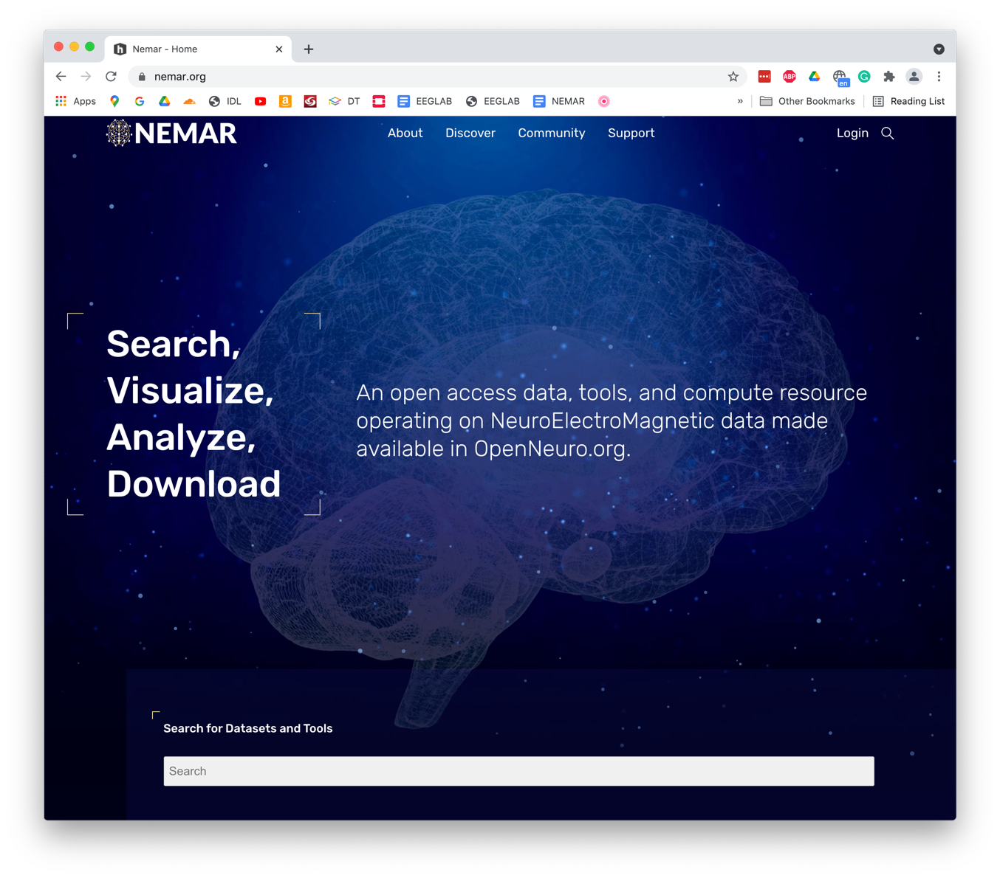 Nemar - Home
nemar.org
ABP
en
Apps
IDL
DT
EEGLAB
EEGLAB
NEMAR
»
Other Bookmarks
Reading List
NEMAR
About
Discover
Community
Support
Login
Search,
Visualize,
Analyze,
Download
An open access data, tools, and compute resource
operating on NeuroElectroMagnetic data made
available in OpenNeuro.org.
Search for Datasets and Tools
Search